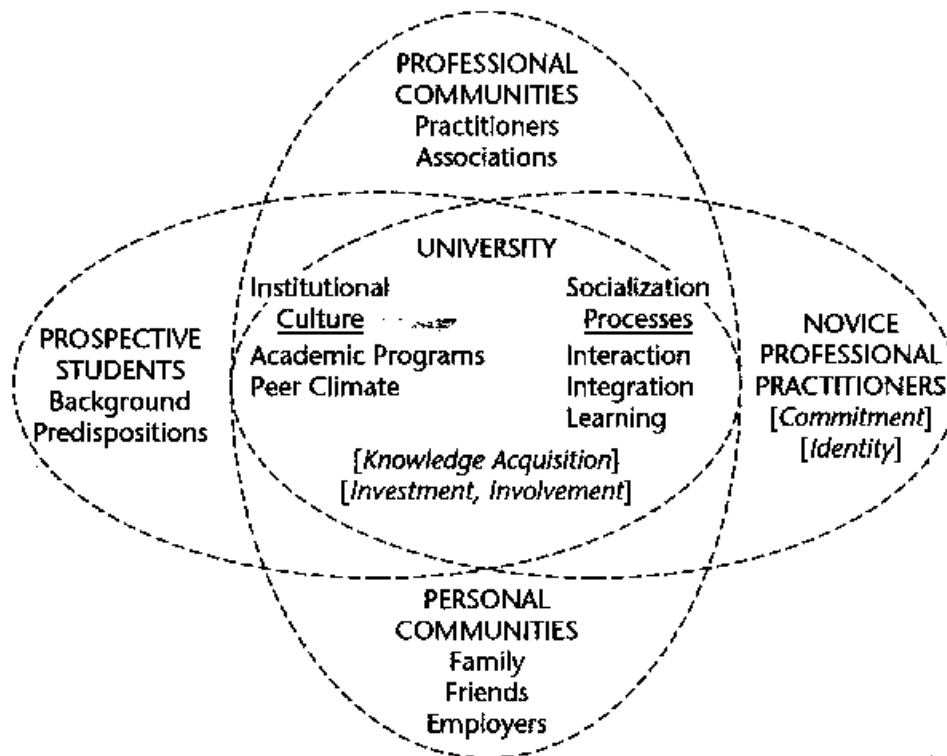 PROFESSIONAL
COMMUNITIES
Practitioners
Associations
UNIVERSITY
Institutional
Culture
Academic Programs
Peer Climate
Socialization
Processes
Interaction
Integration
Learning
PROSPECTIVE
STUDENTS
Background
Predispositions
NOVICE
PROFESSIONAL
PRACTITIONERS
[Commitment]
[Identity]
[Knowledge Acquisition]
[Investment, Involvement]
PERSONAL
COMMUNITIES
Family
Friends
Employers